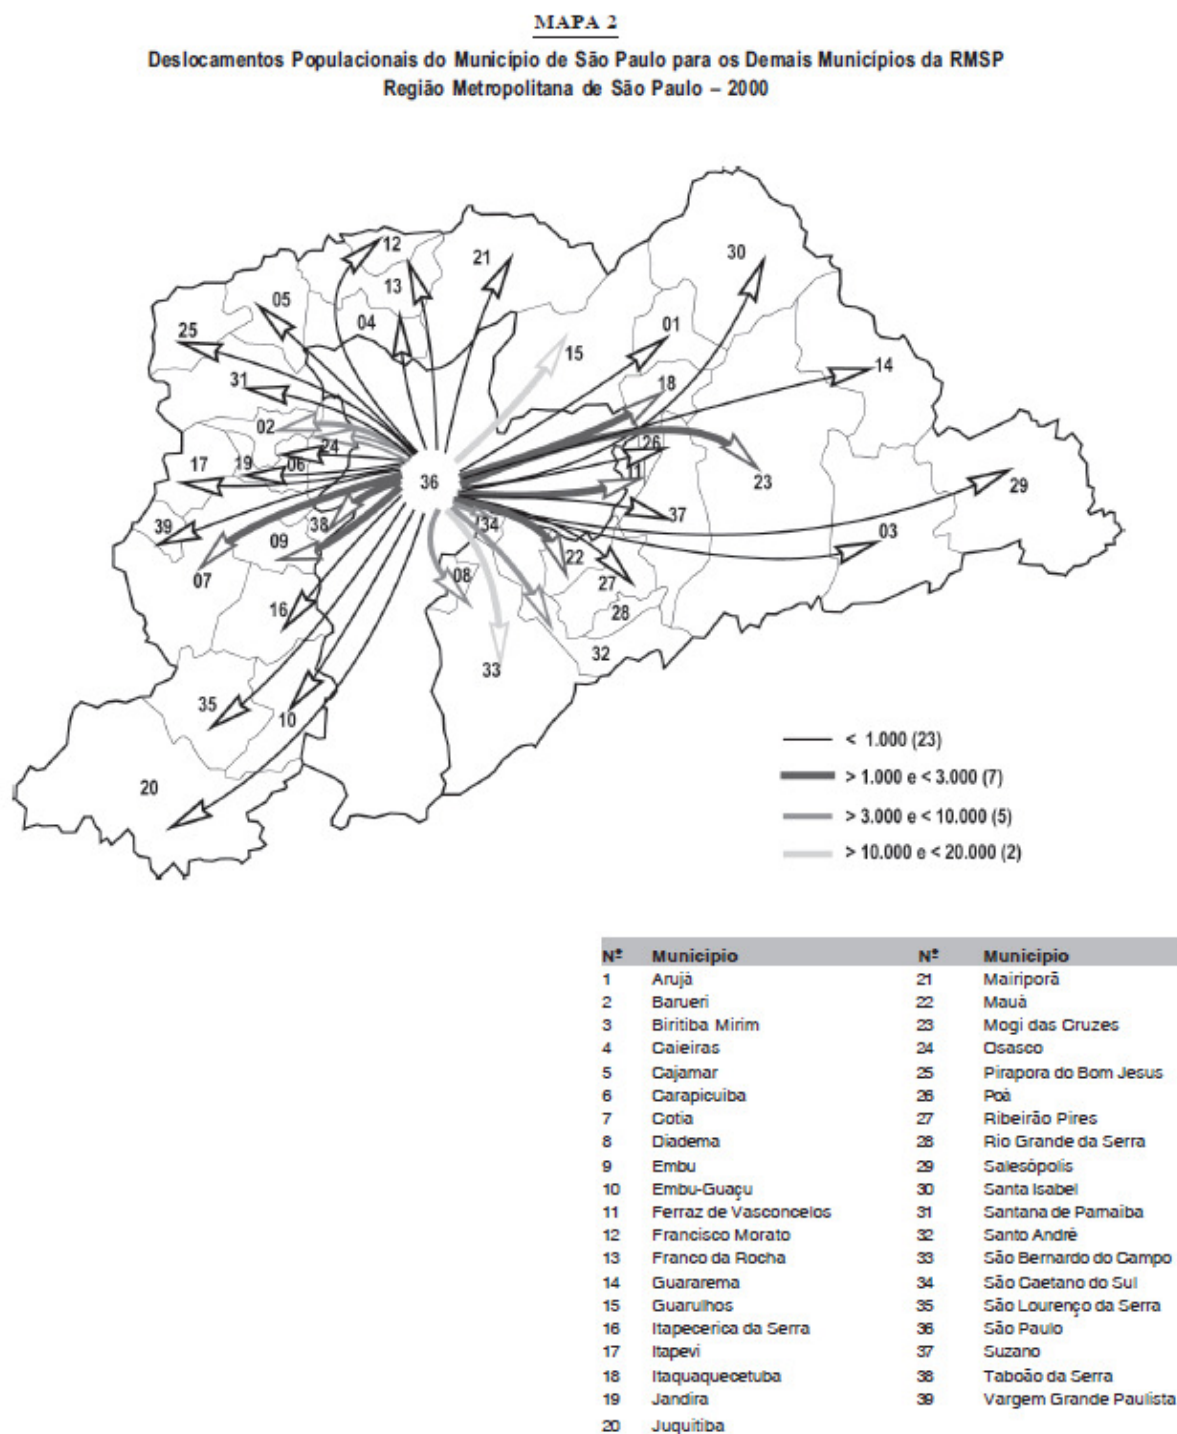 MAPA 2
Deslocamentos Populacionais do Município de São Paulo para os Demais Municípios da RMSP
Região Metropolitana de São Paulo – 2000
12
21
30
13
05
04
01
25
15
14
31
18
02
24
26
17
19
06
11
23
29
36
38
34
37
03
39
09
22
07
08
27
16
28
32
33
35
10
20
< 1.000 (23)
> 1.000 e < 3.000 (7)
> 3.000 e < 10.000 (5)
> 10.000 e < 20.000 (2)
Nº Município Nº Município
1 Arujá 21 Mairiporã
2 Barueri 22 Mauá
3 Biritiba Mirim 23 Mogi das Cruzes
4 Caieiras 24 Osasco
5 Cajamar 25 Pirapora do Bom Jesus
6 Carapicuíba 26 Poá
7 Cotia 27 Ribeirão Pires
8 Diadema 28 Rio Grande da Serra
9 Embu 29 Salesópolis
10 Embu-Guaçu 30 Santa Isabel
11 Ferraz de Vasconcelos 31 Santana de Parnaíba
12 Francisco Morato 32 Santo André
13 Franco da Rocha 33 São Bernardo do Campo
14 Guararema 34 São Caetano do Sul
15 Guarulhos 35 São Lourenço da Serra
16 Itapecerica da Serra 36 São Paulo
17 Itapevi 37 Suzano
18 Itaquaquecetuba 38 Taboão da Serra
19 Jandira 39 Vargem Grande Paulista
20 Juquitiba